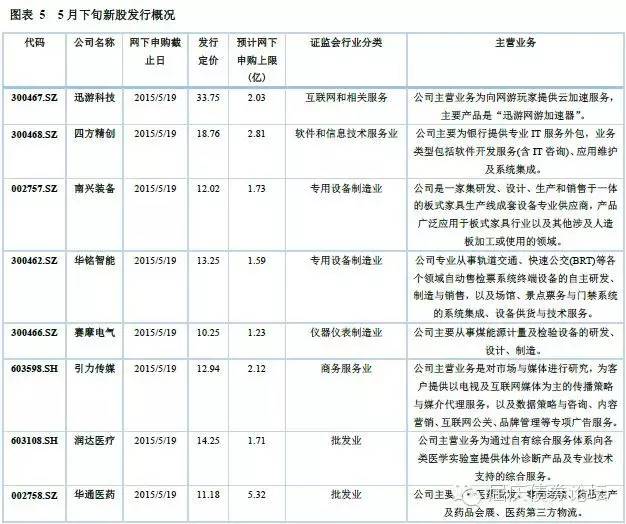 图表 5 5 月下旬新股发行概况
代码 公司名称 网下申购截止日 发行定价 预计网下申购上限(亿) 证监会行业分类 主营业务
300467.SZ 迅游科技 2015/5/19 33.75 2.03 互联网和相关服务 公司主营业务为向网游玩家提供云加速服务，
主要产品是“迅游网游加速器”。
300468.SZ 四方精创 2015/5/19 18.76 2.81 软件和信息技术服务业 公司主要为银行提供专业 IT 服务外包，业务
类型包括软件开发服务(含 IT 咨询)、应用维护
及系统集成。
002757.SZ 南兴装备 2015/5/19 12.02 1.73 专用设备制造业 公司是一家集研发、设计、生产和销售于一体
的板式家具生产线成套设备专业供应商，产品
广泛应用于板式家具行业以及其他涉及人造
板加工或使用的领域。
300462.SZ 华铭智能 2015/5/19 13.25 1.59 专用设备制造业 公司专业从事轨道交通、快速公交(BRT)等各
个领域自动售检票系统终端设备的自主研发、
制造与销售，以及场馆、景点票务与门禁系统
的系统集成、设备供货与技术服务。
300466.SZ 赛摩电气 2015/5/19 10.25 1.23 仪器仪表制造业 公司主要从事煤能源计量及检验设备的研发、
设计、制造。
603598.SH 引力传媒 2015/5/19 12.94 2.12 商务服务业 公司主营业务是对市场与媒体进行研究，为客
户提供以电视及互联网媒体为主的传播策略
与媒介代理服务，以及数据策略与咨询、内容
营销、互联网公关、品牌管理等专项广告服务。
603108.SH 润达医疗 2015/5/19 14.25 1.71 批发业 公司主营业务为通过自有综合服务体系向各
类医学实验室提供体外诊断产品及专业技术
支持的综合服务。
002758.SZ 华通医药 2015/5/19 11.18 5.32 批发业 公司主要 医药批发、 药品生产
及药品会展、医药第三方物流。